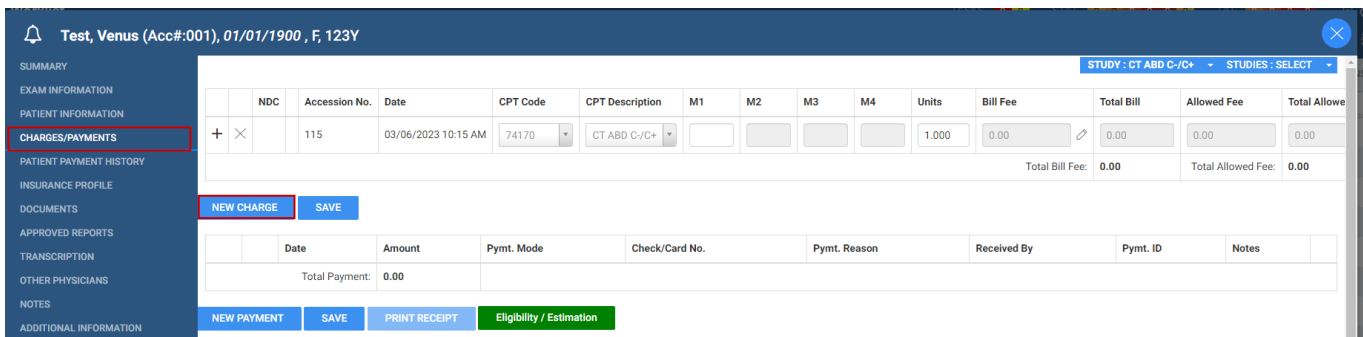 Test, Venus (Acc#:001), 01/01/1900 , F, 123Y
SUMMARY
EXAM INFORMATION
PATIENT INFORMATION
CHARGES/PAYMENTS
PATIENT PAYMENT HISTORY
INSURANCE PROFILE
DOCUMENTS
APPROVED REPORTS
TRANSCRIPTION
OTHER PHYSICIANS
NOTES
ADDITIONAL INFORMATION
STUDY : CT ABD C-/C+ STUDIES : SELECT
NDC Accession No. Date CPT Code CPT Description M1 M2 M3 M4 Units Bill Fee Total Bill Allowed Fee Total Allowe
115 03/06/2023 10:15 AM 74170 CT ABD C-/C+ 1.000 0.00 0.00 0.00 0.00
Total Bill Fee: 0.00 Total Allowed Fee: 0.00
NEW CHARGE SAVE
Date Amount Pymt. Mode Check/Card No. Pymt. Reason Received By Pymt. ID Notes
Total Payment: 0.00
NEW PAYMENT SAVE PRINT RECEIPT Eligibility / Estimation